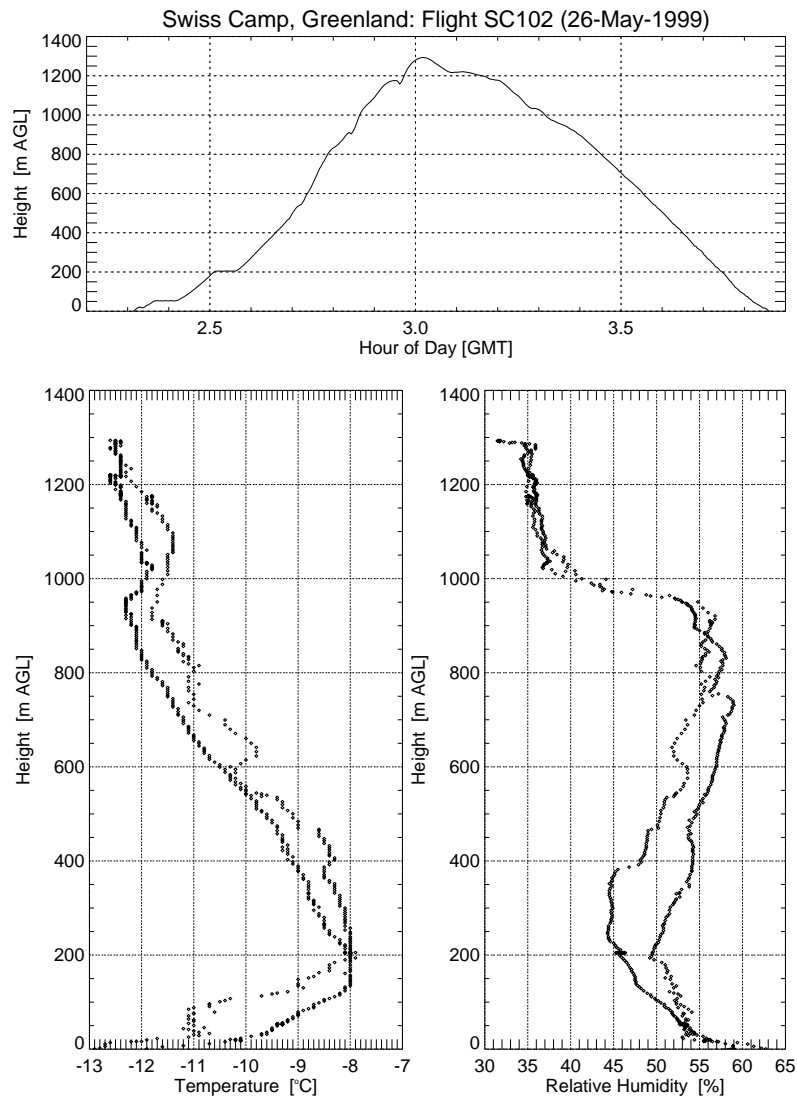 Swiss Camp, Greenland: Flight SC102 (26-May-1999)
1400
1200
1000
800
600
400
200
0
Height [m AGL]
2.5 3.0 3.5
Hour of Day [GMT]
1400
1200
1000
800
600
400
200
0
Height [m AGL]
-13 -12 -11 -10 -9 -8 -7
Temperature [°C]
1400
1200
1000
800
600
400
200
0
Height [m AGL]
30 35 40 45 50 55 60 65
Relative Humidity [%]